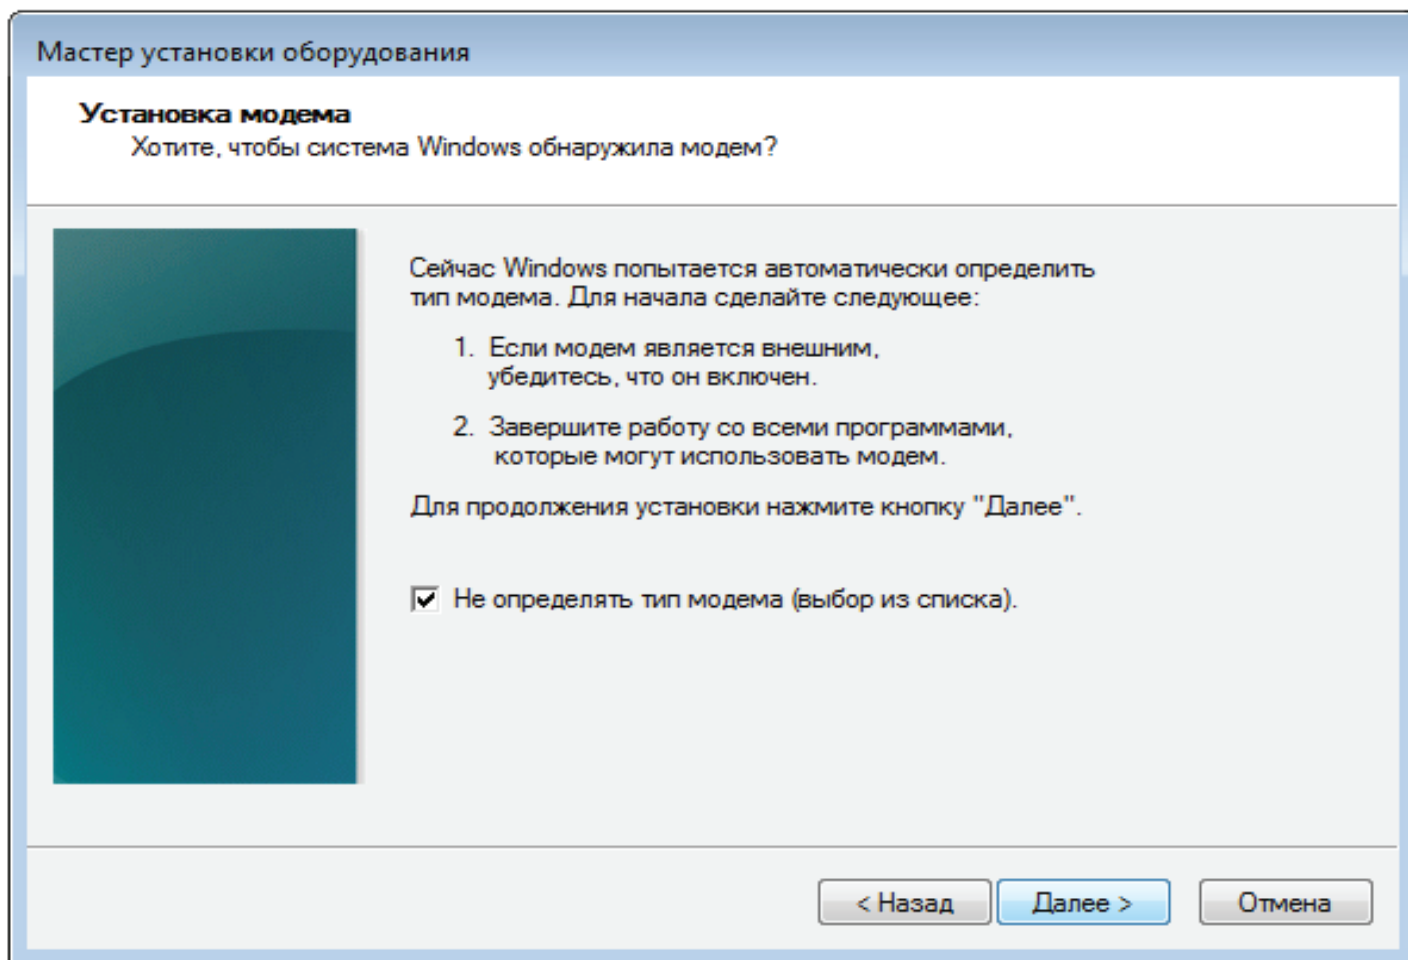 Мастер установки оборудования
Установка модема
Хотите, чтобы система Windows обнаружила модем?
Сейчас Windows попытается автоматически определить
тип модема. Для начала сделайте следующее:
1. Если модем является внешним,
убедитесь, что он включен.
2. Завершите работу со всеми программами,
которые могут использовать модем.
Для продолжения установки нажмите кнопку "Далее".
Не определять тип модема (выбор из списка).
< Назад Далее > Отмена